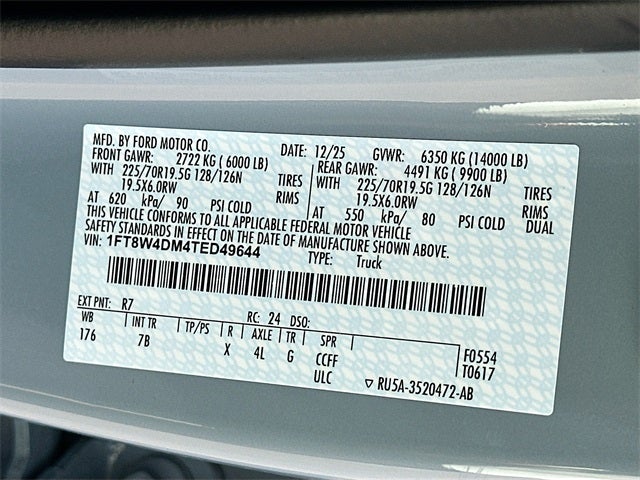 MFD. BY FORD MOTOR CO. DATE: 12/25 GVWR: 6350 KG (14000 LB)
FRONT GAWR: 2722 KG (6000 LB) REAR GAWR: 4491 KG (9900 LB)
WITH 225/70R19.5G 128/126N TIRES WITH 225/70R19.5G 128/126N TIRES
19.5X6.0RW RIMS 19.5X6.0RW RIMS
AT 620 kPa/ 90 PSI COLD AT 550 kPa/ 80 PSI COLD DUAL
THIS VEHICLE CONFORMS TO ALL APPLICABLE FEDERAL MOTOR VEHICLE
SAFETY STANDARDS IN EFFECT ON THE DATE OF MANUFACTURE SHOWN ABOVE.
VIN: 1FT8W4DM4TED49644 TYPE: Truck
EXT PNT: R7 RC: 24 DSO:
WB INT TR TP/PS R AXLE TR SPR F0554
176 7B X 4L G CCFF T0617
ULC RU5A-3520472-AB